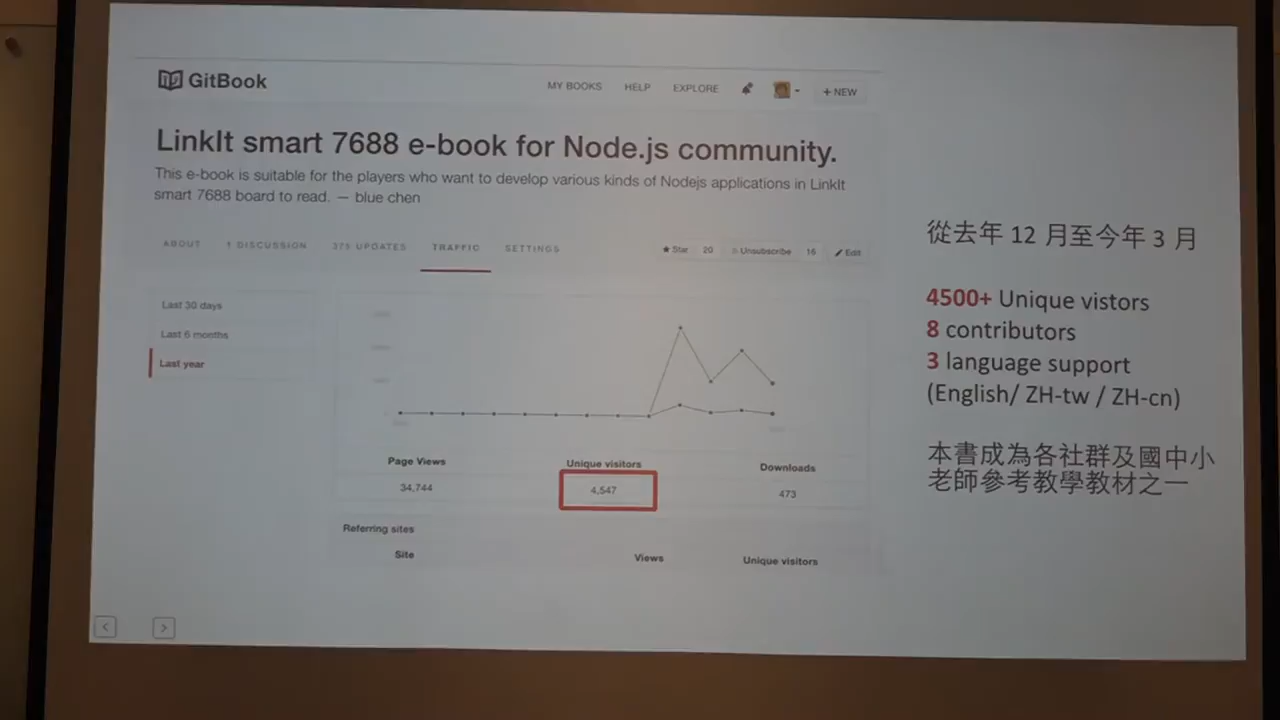 GitBook
MY BOOKS HELP EXPLORE + NEW
LinkIt smart 7688 e-book for Node.js community.
This e-book is suitable for the players who want to develop various kinds of Nodejs applications in LinkIt
smart 7688 board to read. — blue chen
ABOUT 1 DISCUSSION 375 UPDATES TRAFFIC SETTINGS
Star 20 Unsubscribe 16 Edit
Last 30 days
Last 6 months
Last year
Page Views Unique visitors Downloads
34,744 4,547 473
Referring sites
Site Views Unique visitors
從去年 12 月至今年 3 月
4500+ Unique vistors
8 contributors
3 language support
(English/ ZH-tw / ZH-cn)
本書成為各社群及國中小
老師參考教學教材之一